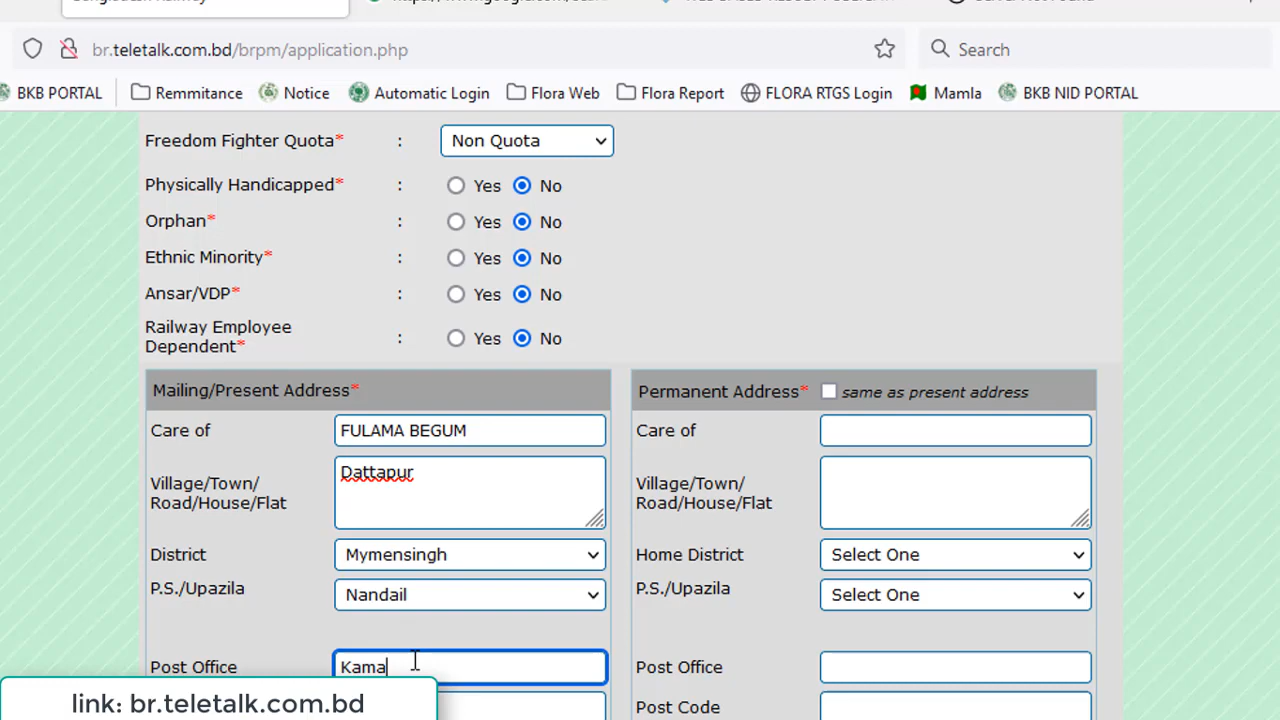 br.teletalk.com.bd/brpm/application.php
Search
BKB PORTAL Remmitance Notice Automatic Login Flora Web Flora Report FLORA RTGS Login Mamla BKB NID PORTAL
Freedom Fighter Quota* : Non Quota
Physically Handicapped* : Yes No
Orphan* : Yes No
Ethnic Minority* : Yes No
Ansar/VDP* : Yes No
Railway Employee
Dependent* : Yes No
Mailing/Present Address*
Care of FULAMA BEGUM
Village/Town/
Road/House/Flat
Dattapur
District Mymensingh
P.S./Upazila Nandail
Post Office Kama
Permanent Address* same as present address
Care of
Village/Town/
Road/House/Flat
Home District Select One
P.S./Upazila Select One
Post Office
Post Code
link: br.teletalk.com.bd